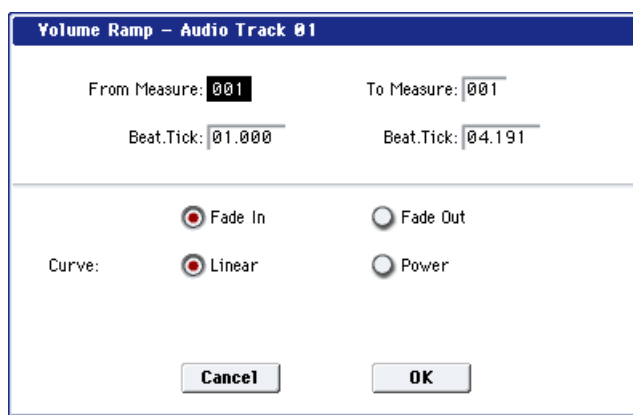 Volume Ramp – Audio Track 01
From Measure: 001 To Measure: 001
Beat.Tick: 01.000 Beat.Tick: 04.191
Fade In Fade Out
Curve: Linear Power
Cancel OK